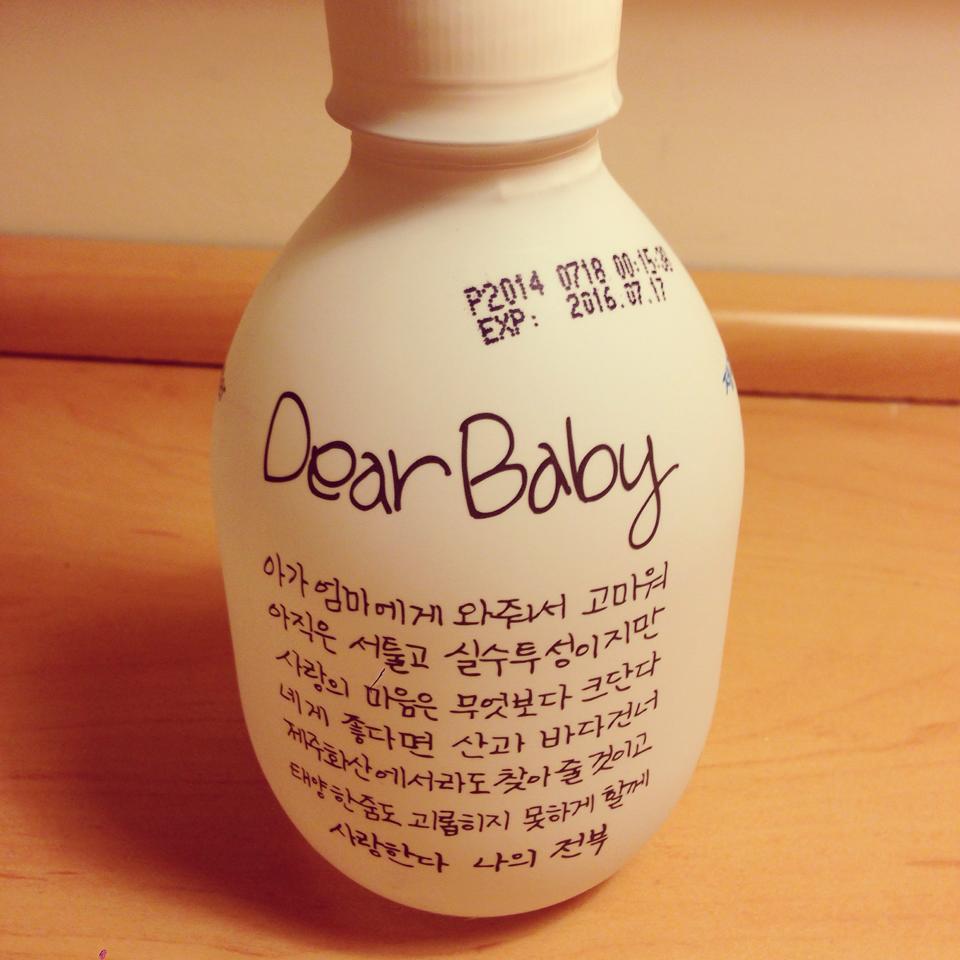 P2014 0718 00:15
EXP: 2016.07.17
Dear Baby
아가 엄마에게 와줘서 고마워
아직은 서툴고 실수투성이지만
사랑의 마음은 무엇보다 크단다
네게 좋다면 산과 바다건너
제주화산에서라도 찾아줄것이고
태양한줌도 괴롭히지 못하게 할께
사랑한다 나의 전부